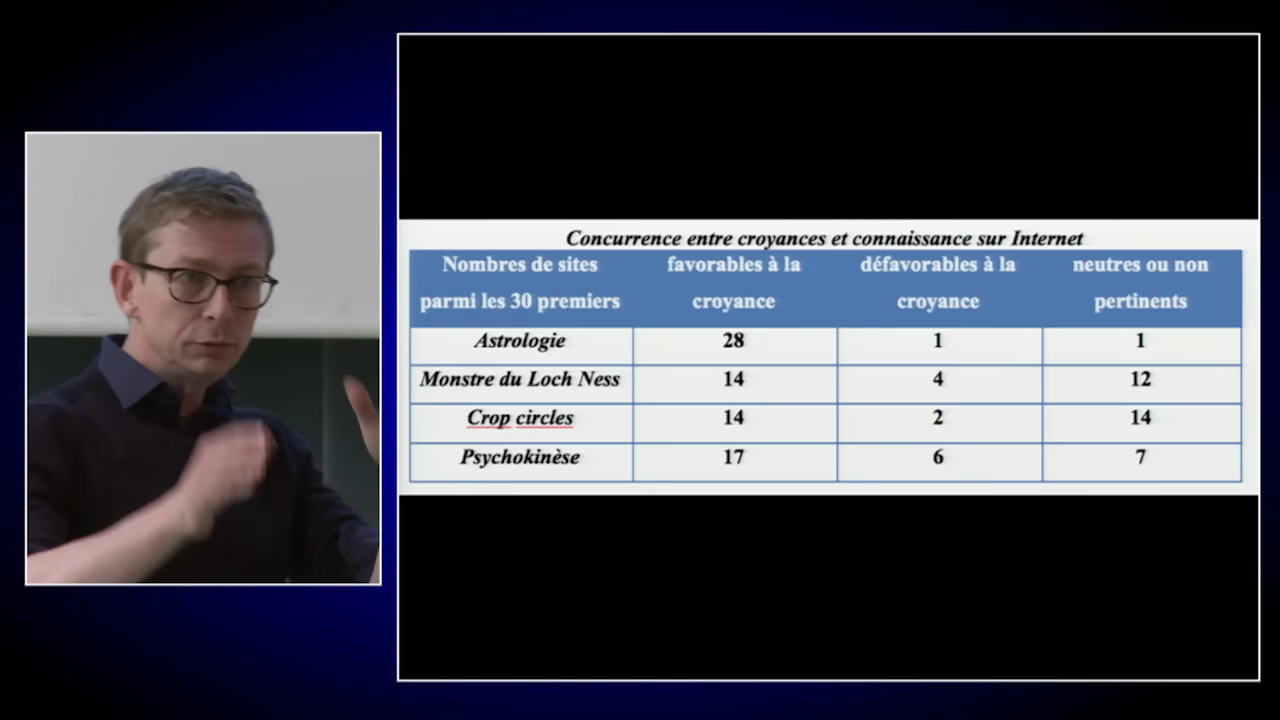 Concurrence entre croyances et connaissance sur Internet
Nombres de sites parmi les 30 premiers favorables à la croyance défavorables à la croyance neutres ou non pertinents
Astrologie 28 1 1
Monstre du Loch Ness 14 4 12
Crop circles 14 2 14
Psychokinèse 17 6 7